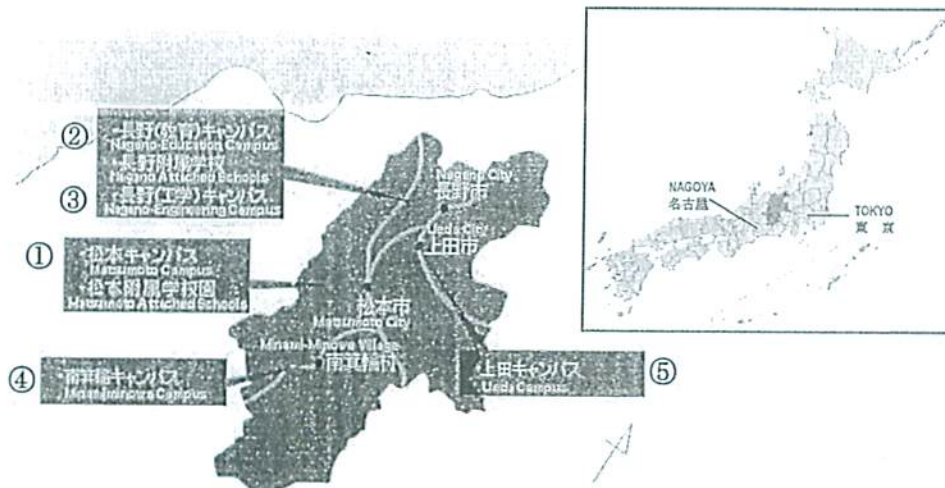 ②
・長野(教育)キャンパス
Nagano-Education Campus
・長野附属学校
Nagano Attached Schools
③
・長野(工学)キャンパス
Nagano-Engineering Campus
①
・松本キャンパス
Matsumoto Campus
・松本附属学校園
Matsumoto Attached Schools
④
・南箕輪キャンパス
Minamiminowa Campus
Nagano City
長野市
Ueda City
上田市
松本市
Matsumoto City
Minami-Minowa Village
南箕輪村
・上田キャンパス
Ueda Campus
⑤
NAGOYA
名古屋
TOKYO
東京